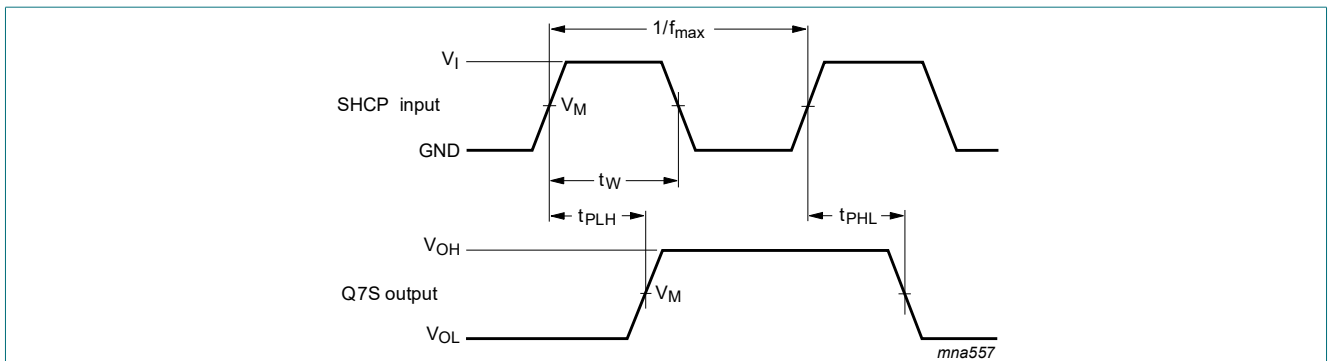 1/fmax
VI
SHCP input
VM
GND
tW
tPLH
tPHL
VOH
Q7S output
VM
VOL
mna557